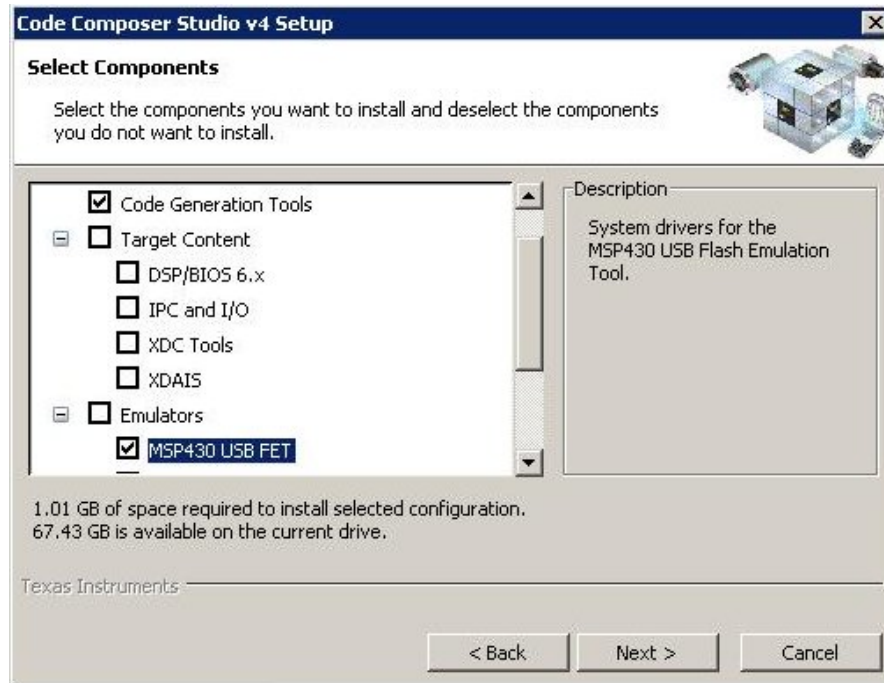 Code Composer Studio v4 Setup
Select Components
Select the components you want to install and deselect the components
you do not want to install.
Code Generation Tools
Target Content
DSP/BIOS 6.x
IPC and I/O
XDC Tools
XDAIS
Emulators
MSP430 USB FET
Description
System drivers for the
MSP430 USB Flash Emulation
Tool.
1.01 GB of space required to install selected configuration.
67.43 GB is available on the current drive.
Texas Instruments
< Back
Next >
Cancel